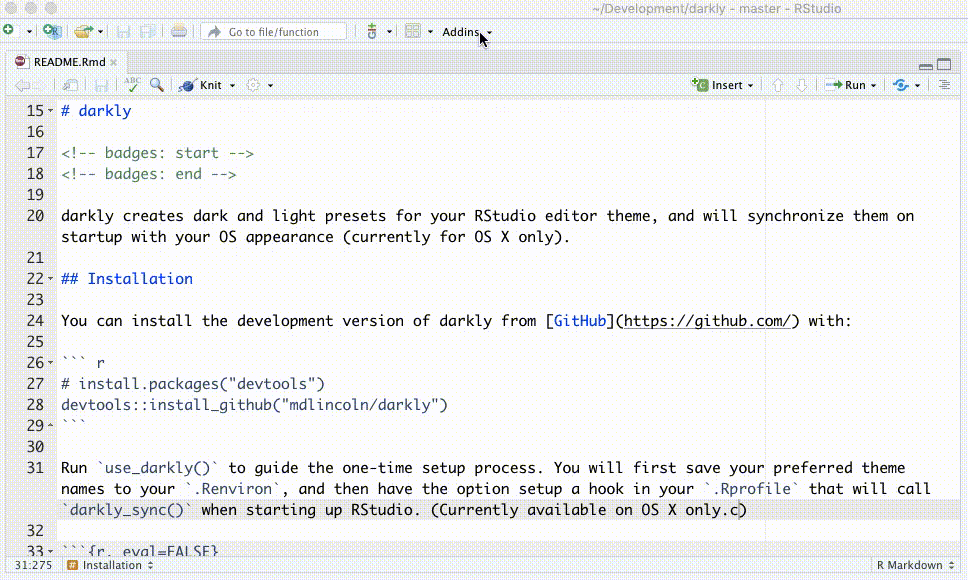 ~/Development/darkly - master - RStudio
Go to file/function
Addins
README.Rmd
ABC
Knit
Insert
Run
15 # darkly
16
17 <!-- badges: start -->
18 <!-- badges: end -->
19
20 darkly creates dark and light presets for your RStudio editor theme, and will synchronize them on
startup with your OS appearance (currently for OS X only).
21
22 ## Installation
23
24 You can install the development version of darkly from [GitHub](https://github.com/) with:
25
26 ``` r
27 # install.packages("devtools")
28 devtools::install_github("mdlincoln/darkly")
29 ```
30
31 Run `use_darkly()` to guide the one-time setup process. You will first save your preferred theme
names to your `.Renviron`, and then have the option setup a hook in your `.Rprofile` that will call
`darkly_sync()` when starting up RStudio. (Currently available on OS X only.c)
32
33 ```{r, eval=FALSE}
31:275 # Installation
R Markdown